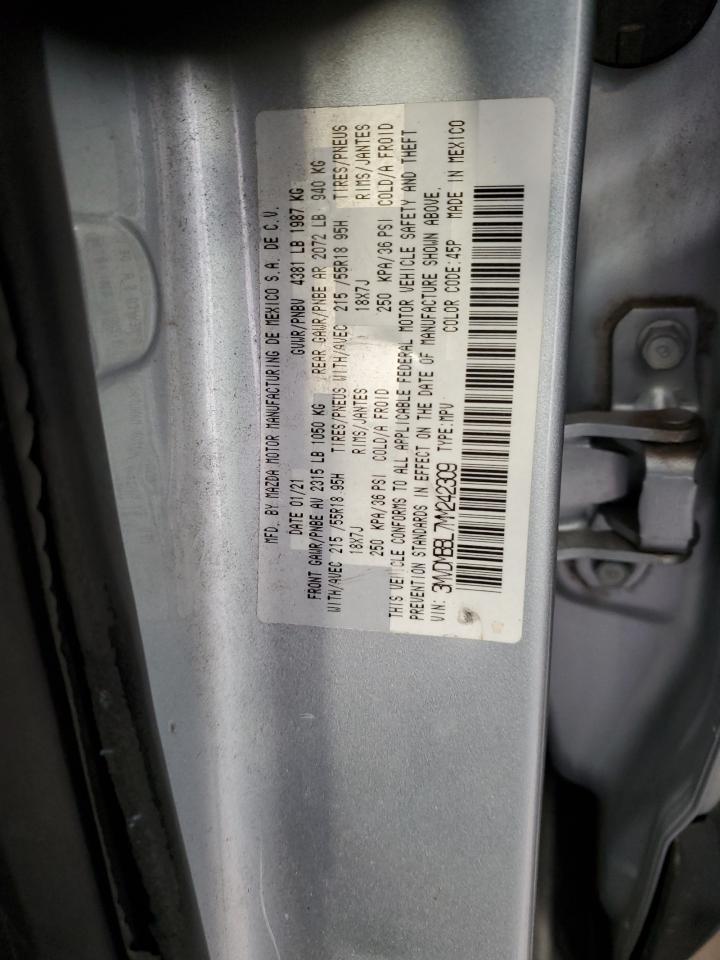 MFD. BY MAZDA MOTOR MANUFACTURING DE MEXICO S.A. DE C.V.
DATE 01/21 GVWR/PNBV 4381 LB 1987 KG
FRONT GAWR/PNBE AV 2315 LB 1050 KG REAR GAWR/PNBE AR 2072 LB 940 KG
WITH/AVEC 215 /55R18 95H TIRES/PNEUS WITH/AVEC 215 /55R18 95H TIRES/PNEUS
18X7J RIMS/JANTES 18X7J RIMS/JANTES
250 KPA/36 PSI COLD/A FROID 250 KPA/36 PSI COLD/A FROID
THIS VEHICLE CONFORMS TO ALL APPLICABLE FEDERAL MOTOR VEHICLE SAFETY AND THEFT
PREVENTION STANDARDS IN EFFECT ON THE DATE OF MANUFACTURE SHOWN ABOVE.
VIN: 3MVDMBBL7MM242309 TYPE:MPV COLOR CODE:45P MADE IN MEXICO